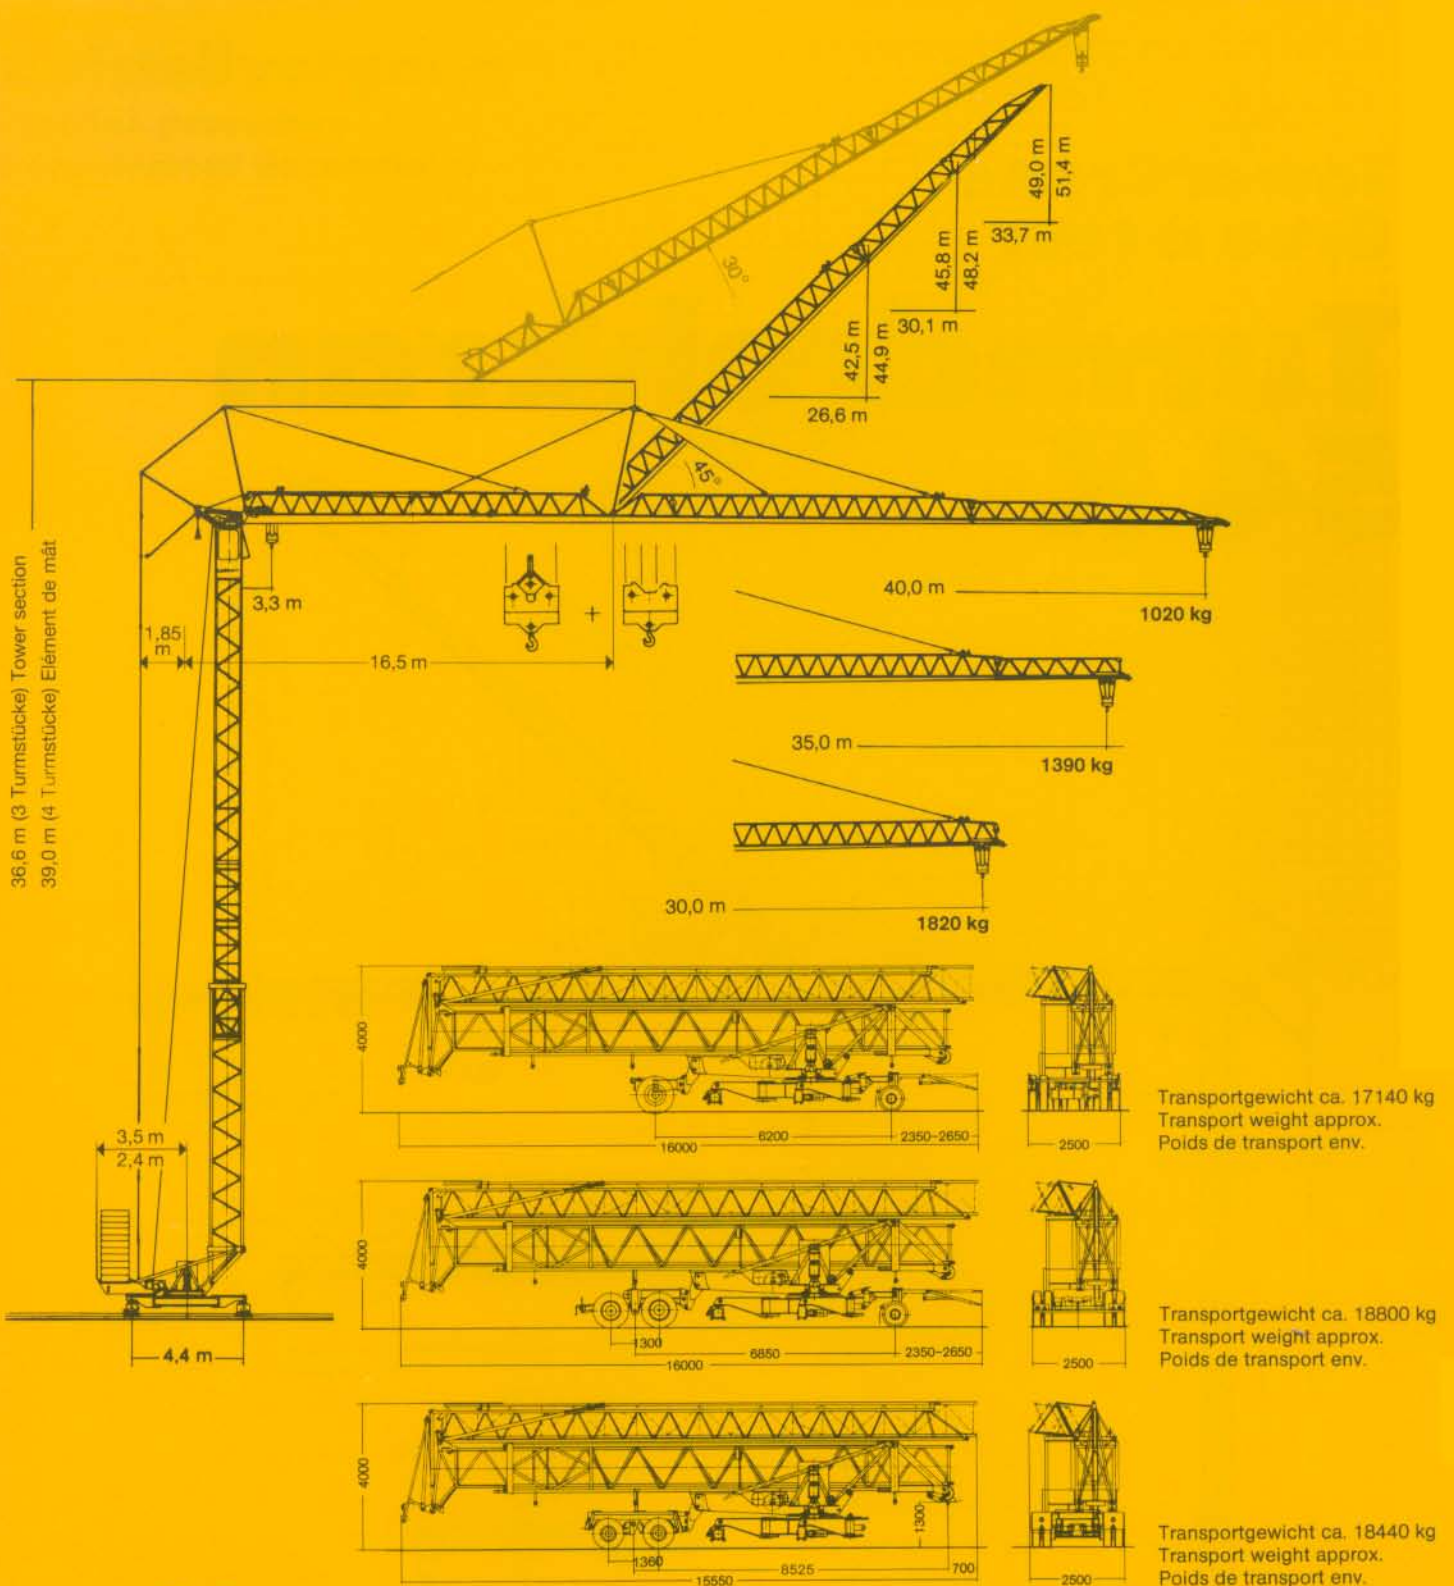 49,0 m
51,4 m
33,7 m
45,8 m
48,2 m
30,1 m
30°
42,5 m
44,9 m
26,6 m
45°
36,6 m (3 Turmstücke) Tower section
39,0 m (4 Turmstücke) Elément de mât
3,3 m
40,0 m
1020 kg
1,85
m
16,5 m
+
35,0 m
1390 kg
30,0 m
1820 kg
3,5 m
2,4 m
4,4 m
4000
6200
2350-2650
16000
2500
Transportgewicht ca. 17140 kg
Transport weight approx.
Poids de transport env.
4000
1300
6850
2350-2650
16000
2500
Transportgewicht ca. 18800 kg
Transport weight approx.
Poids de transport env.
4000
1300
1360
8525
700
15550
2500
Transportgewicht ca. 18440 kg
Transport weight approx.
Poids de transport env.